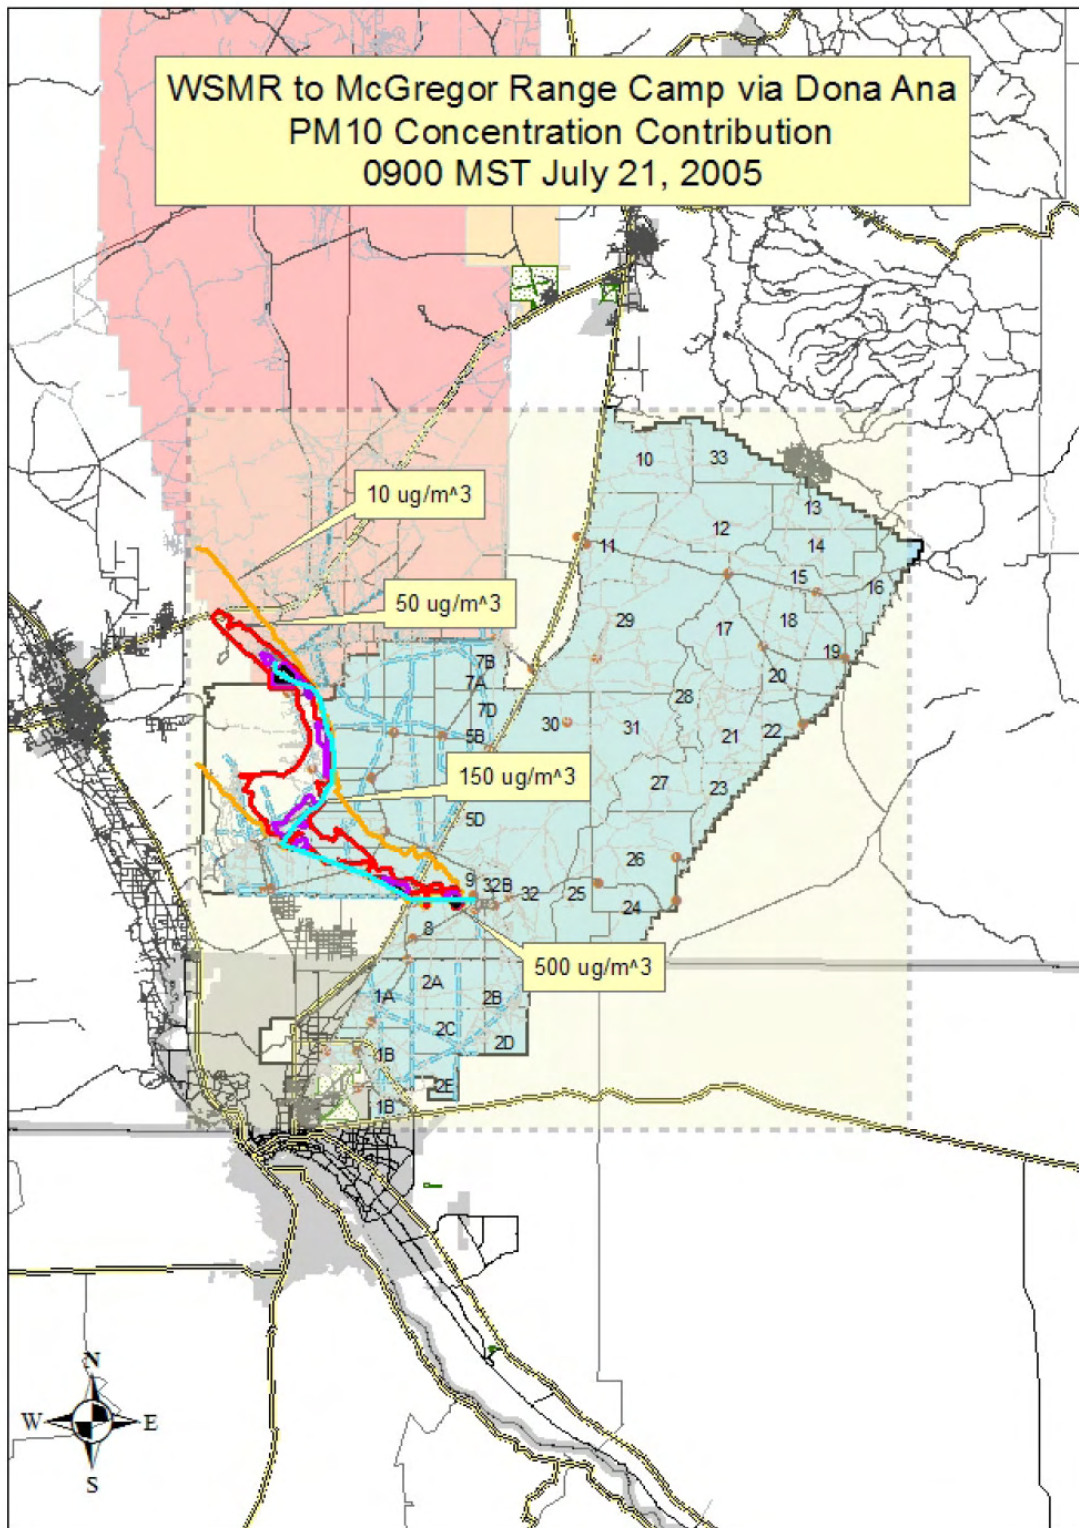 WSMR to McGregor Range Camp via Dona Ana
PM10 Concentration Contribution
0900 MST July 21, 2005
10
33
10 ug/m^3
13
12
11
14
15
16
50 ug/m^3
29
17
18
19
7B
7A
20
28
7D
30
31
21
22
5B
150 ug/m^3
27
23
5D
26
9
32B
32
25
24
8
500 ug/m^3
2A
1A
2B
2C
2D
1B
2E
1B
N
W
E
S